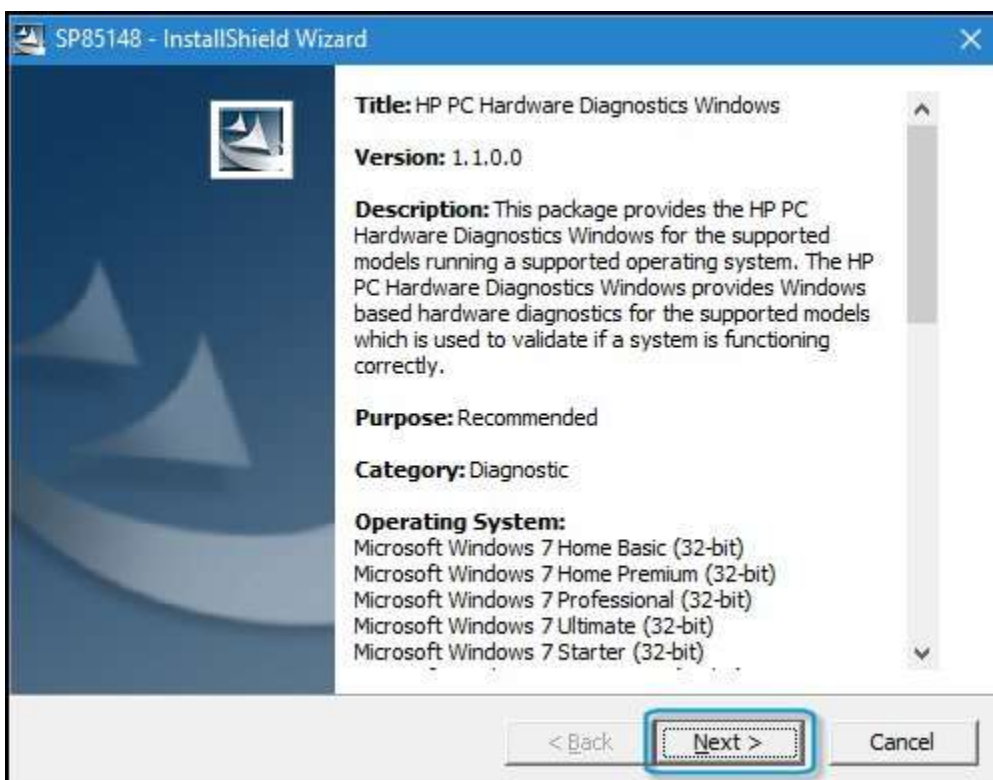 SP85148 - InstallShield Wizard
Title: HP PC Hardware Diagnostics Windows
Version: 1.1.0.0
Description: This package provides the HP PC
Hardware Diagnostics Windows for the supported
models running a supported operating system. The HP
PC Hardware Diagnostics Windows provides Windows
based hardware diagnostics for the supported models
which is used to validate if a system is functioning
correctly.
Purpose: Recommended
Category: Diagnostic
Operating System:
Microsoft Windows 7 Home Basic (32-bit)
Microsoft Windows 7 Home Premium (32-bit)
Microsoft Windows 7 Professional (32-bit)
Microsoft Windows 7 Ultimate (32-bit)
Microsoft Windows 7 Starter (32-bit)
< Back
Next >
Cancel